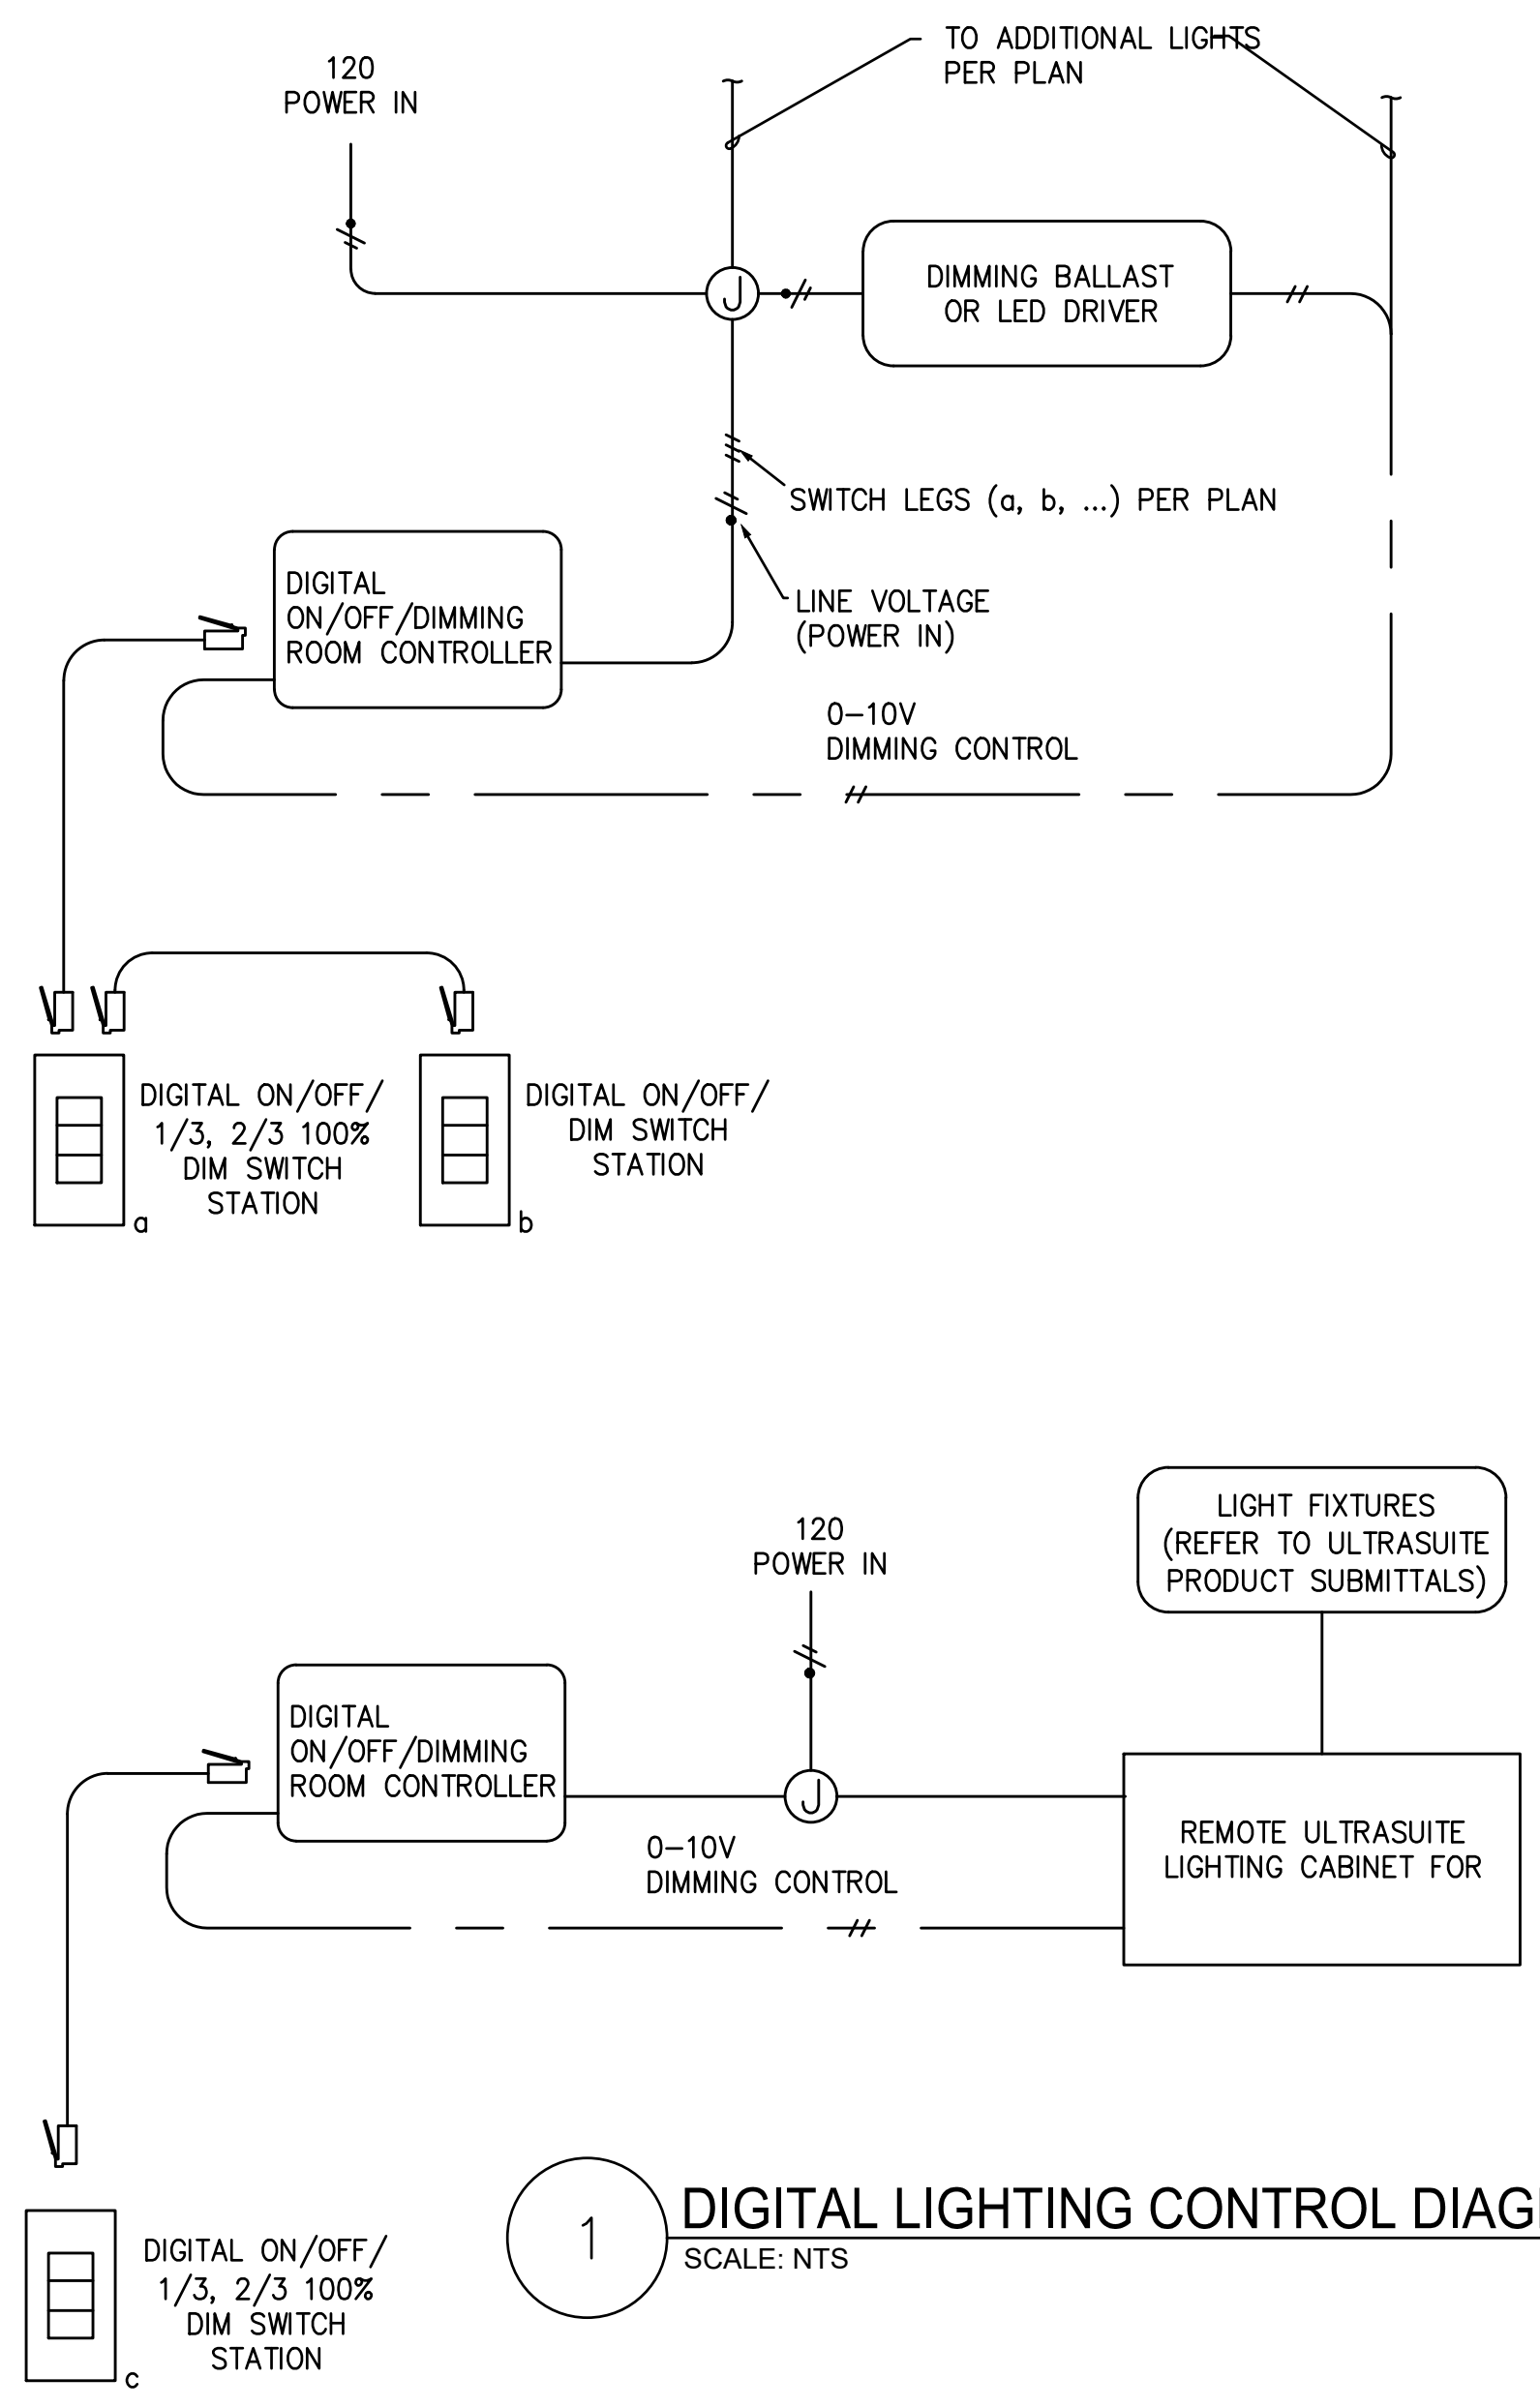 TO ADDITIONAL LIGHTS
PER PLAN
120
POWER IN
J
DIMMING BALLAST
OR LED DRIVER
SWITCH LEGS (a, b, ...) PER PLAN
DIGITAL
ON/OFF/DIMMING
ROOM CONTROLLER
LINE VOLTAGE
(POWER IN)
0-10V
DIMMING CONTROL
DIGITAL ON/OFF/
1/3, 2/3 100%
DIM SWITCH
STATION
a
DIGITAL ON/OFF/
DIM SWITCH
STATION
b
LIGHT FIXTURES
(REFER TO ULTRASUITE
PRODUCT SUBMITTALS)
120
POWER IN
DIGITAL
ON/OFF/DIMMING
ROOM CONTROLLER
J
0-10V
DIMMING CONTROL
REMOTE ULTRASUITE
LIGHTING CABINET FOR
1
DIGITAL LIGHTING CONTROL DIAG
SCALE: NTS
DIGITAL ON/OFF/
1/3, 2/3 100%
DIM SWITCH
STATION
c